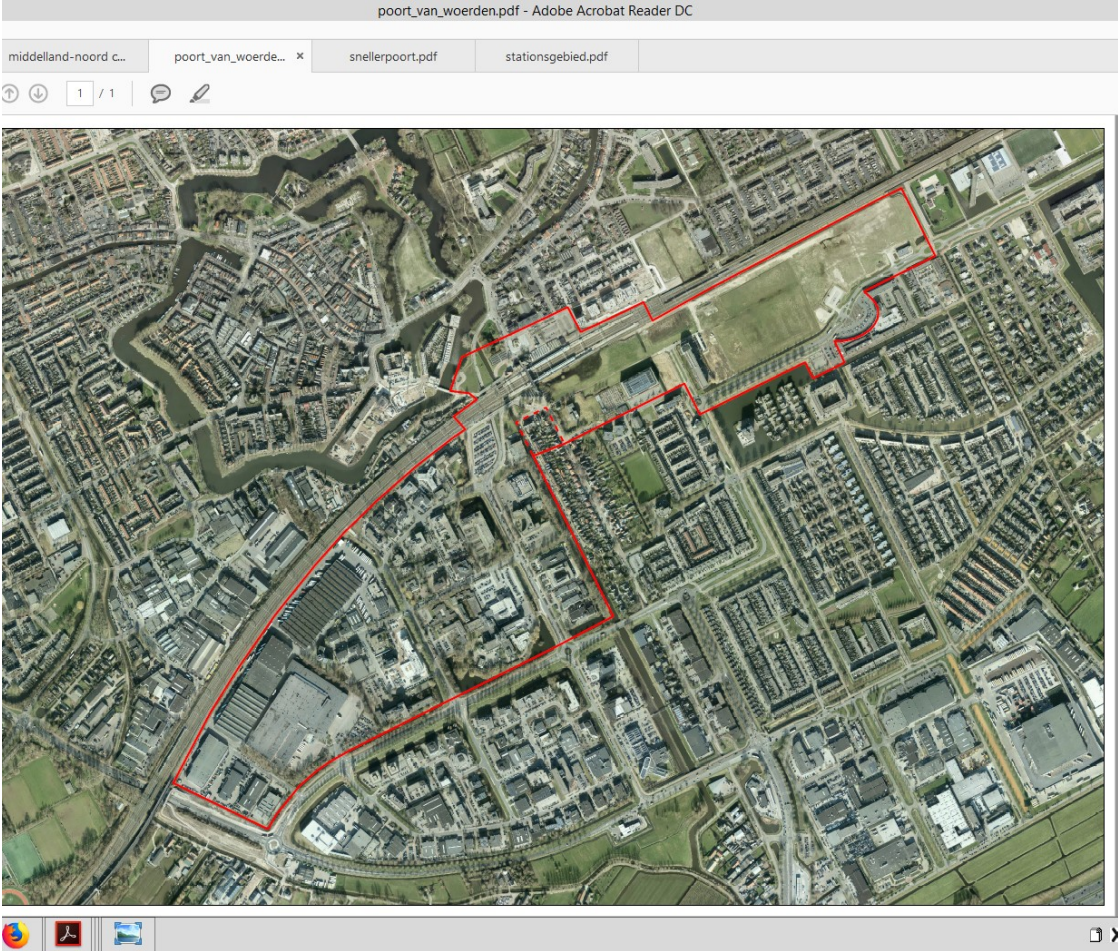 poort_van_woerden.pdf - Adobe Acrobat Reader DC
middelland-noord c...
poort_van_woerde... ×
snellerpoort.pdf
stationsgebied.pdf
1 / 1